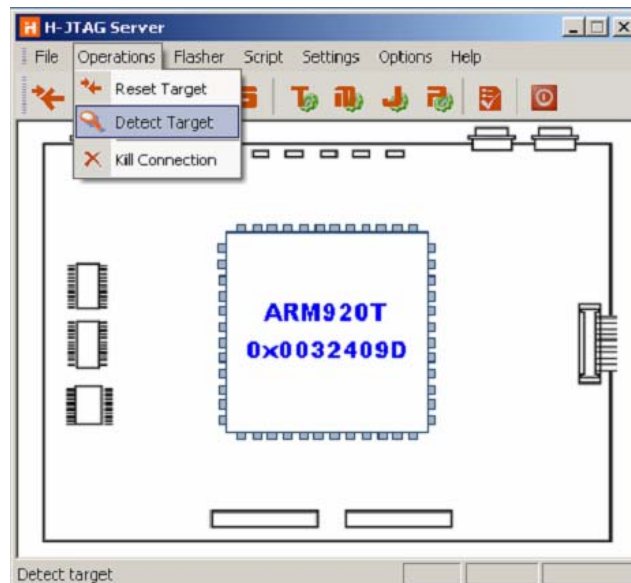 H-JTAG Server
File Operations Flasher Script Settings Options Help
Reset Target
Detect Target
Kill Connection
ARM920T
0x0032409D
Detect target